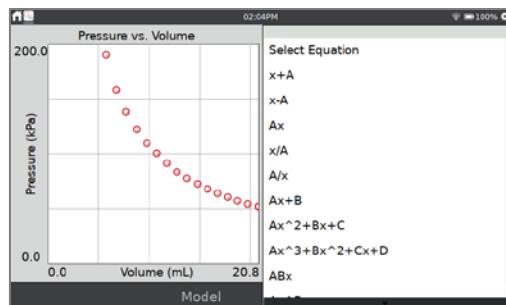 02:04PM
100%
Pressure vs. Volume
200.0
Pressure (kPa)
0.0
0.0 Volume (mL) 20.8
Model
Select Equation
x+A
x-A
Ax
x/A
A/x
Ax+B
Ax^2+Bx+C
Ax^3+Bx^2+Cx+D
ABx